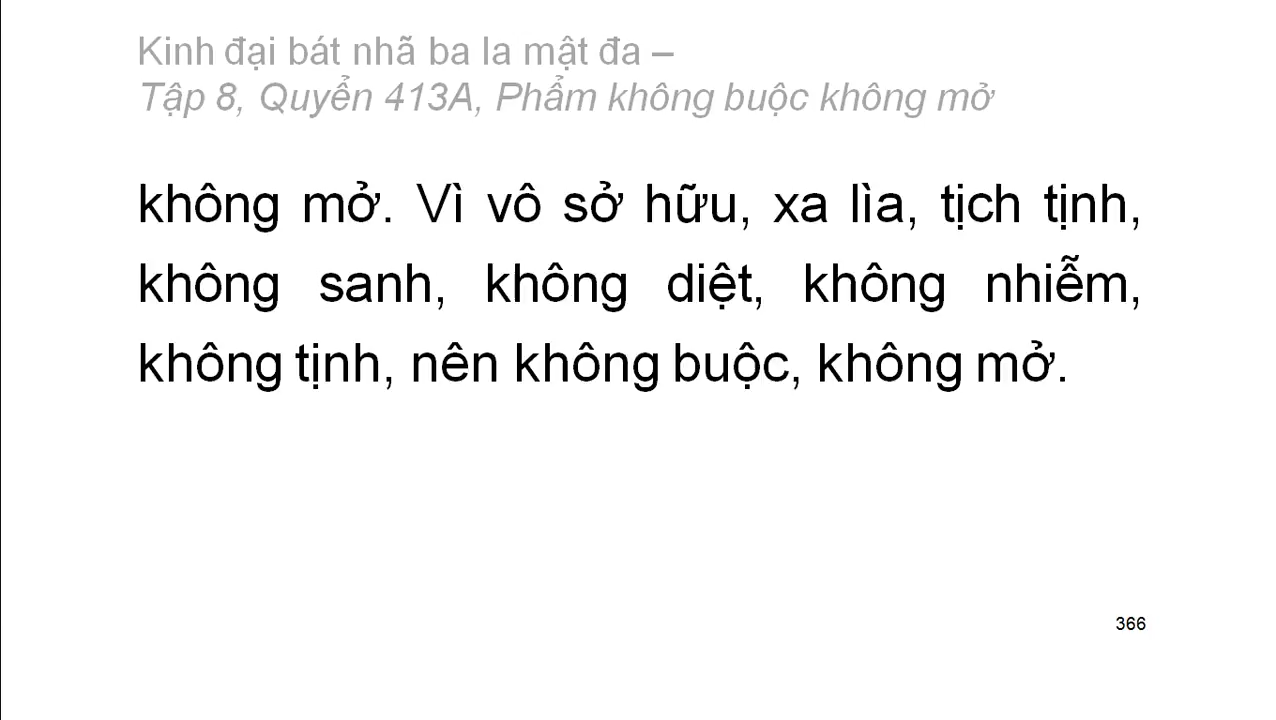 Kinh đại bát nhã ba la mật đa –
Tập 8, Quyển 413A, Phẩm không buộc không mở
không mở. Vì vô sở hữu, xa lìa, tịch tịnh,
không sanh, không diệt, không nhiễm,
không tịnh, nên không buộc, không mở.
366